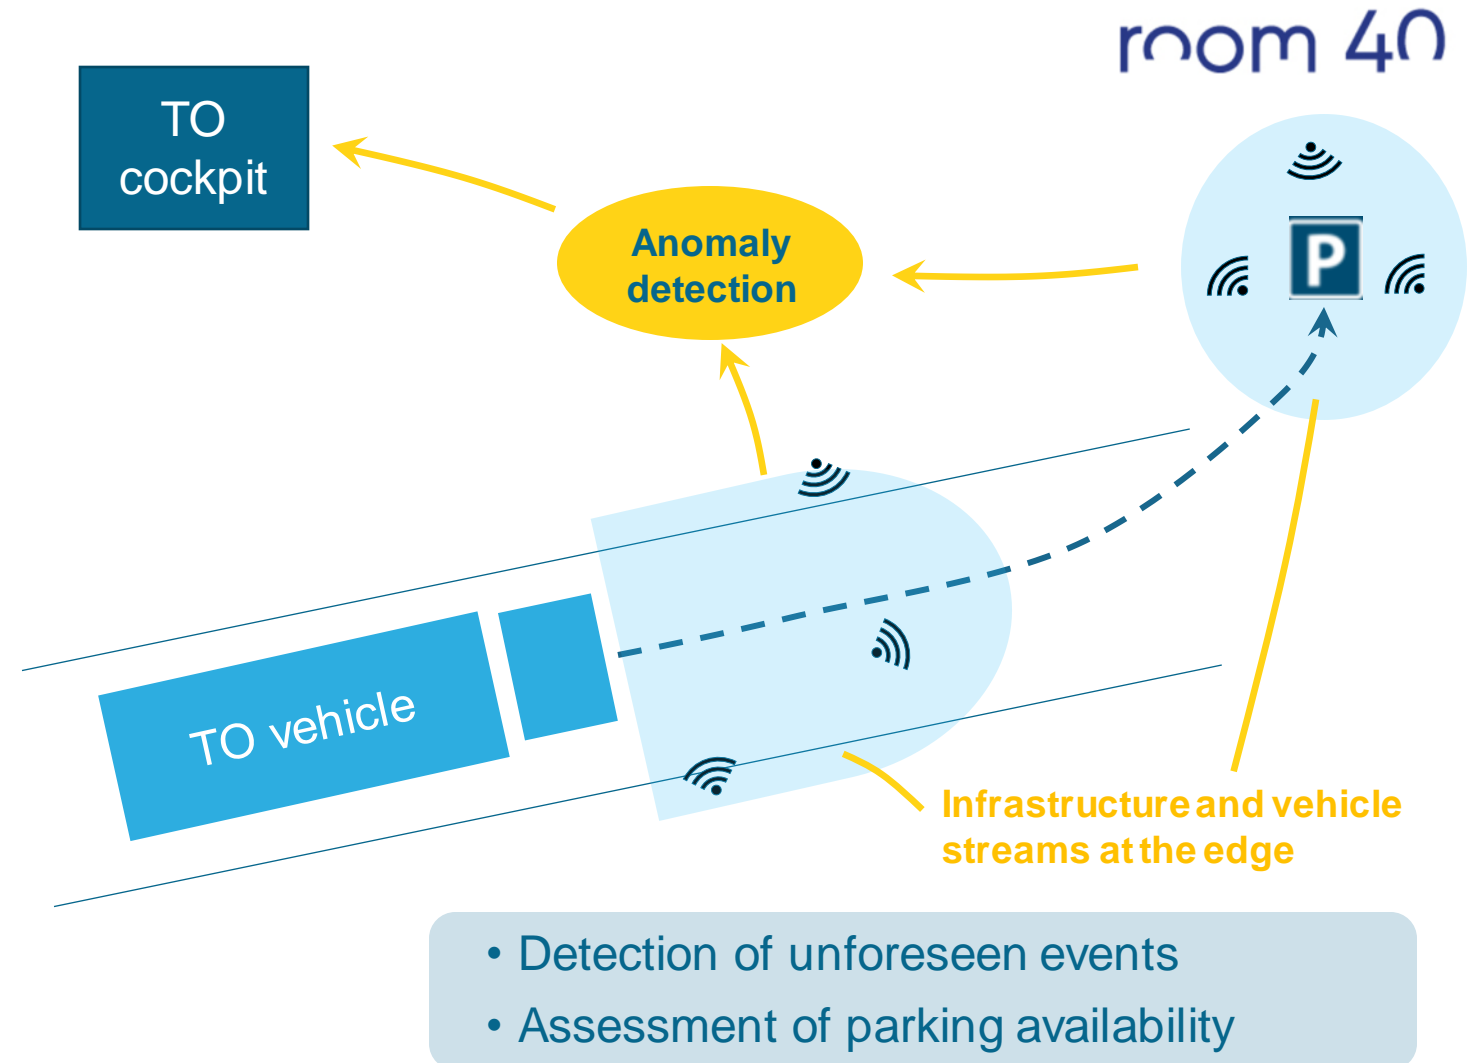 room 40
TO
cockpit
Anomaly
detection
P
TO vehicle
Infrastructure and vehicle
streams at the edge
• Detection of unforeseen events
• Assessment of parking availability